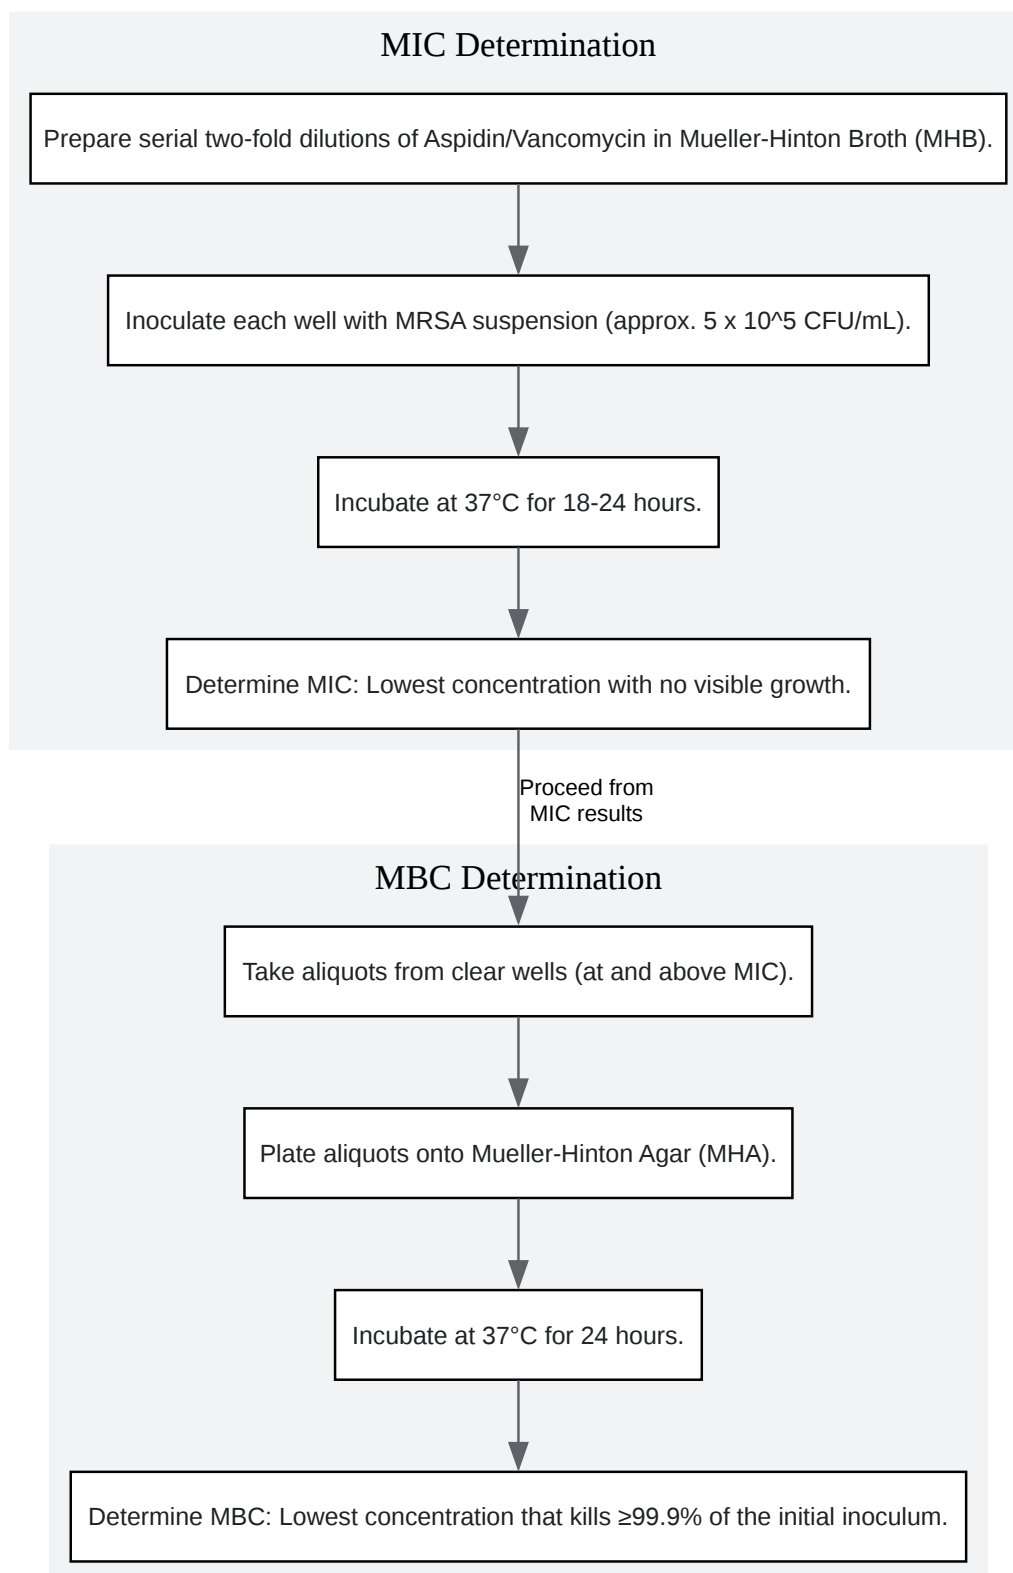 MIC Determination
Prepare serial two-fold dilutions of Aspidin/Vancomycin in Mueller-Hinton Broth (MHB).
Inoculate each well with MRSA suspension (approx. 5 x 10^5 CFU/mL).
Incubate at 37°C for 18-24 hours.
Determine MIC: Lowest concentration with no visible growth.
Proceed from
MIC results
MBC Determination
Take aliquots from clear wells (at and above MIC).
Plate aliquots onto Mueller-Hinton Agar (MHA).
Incubate at 37°C for 24 hours.
Determine MBC: Lowest concentration that kills ≥99.9% of the initial inoculum.